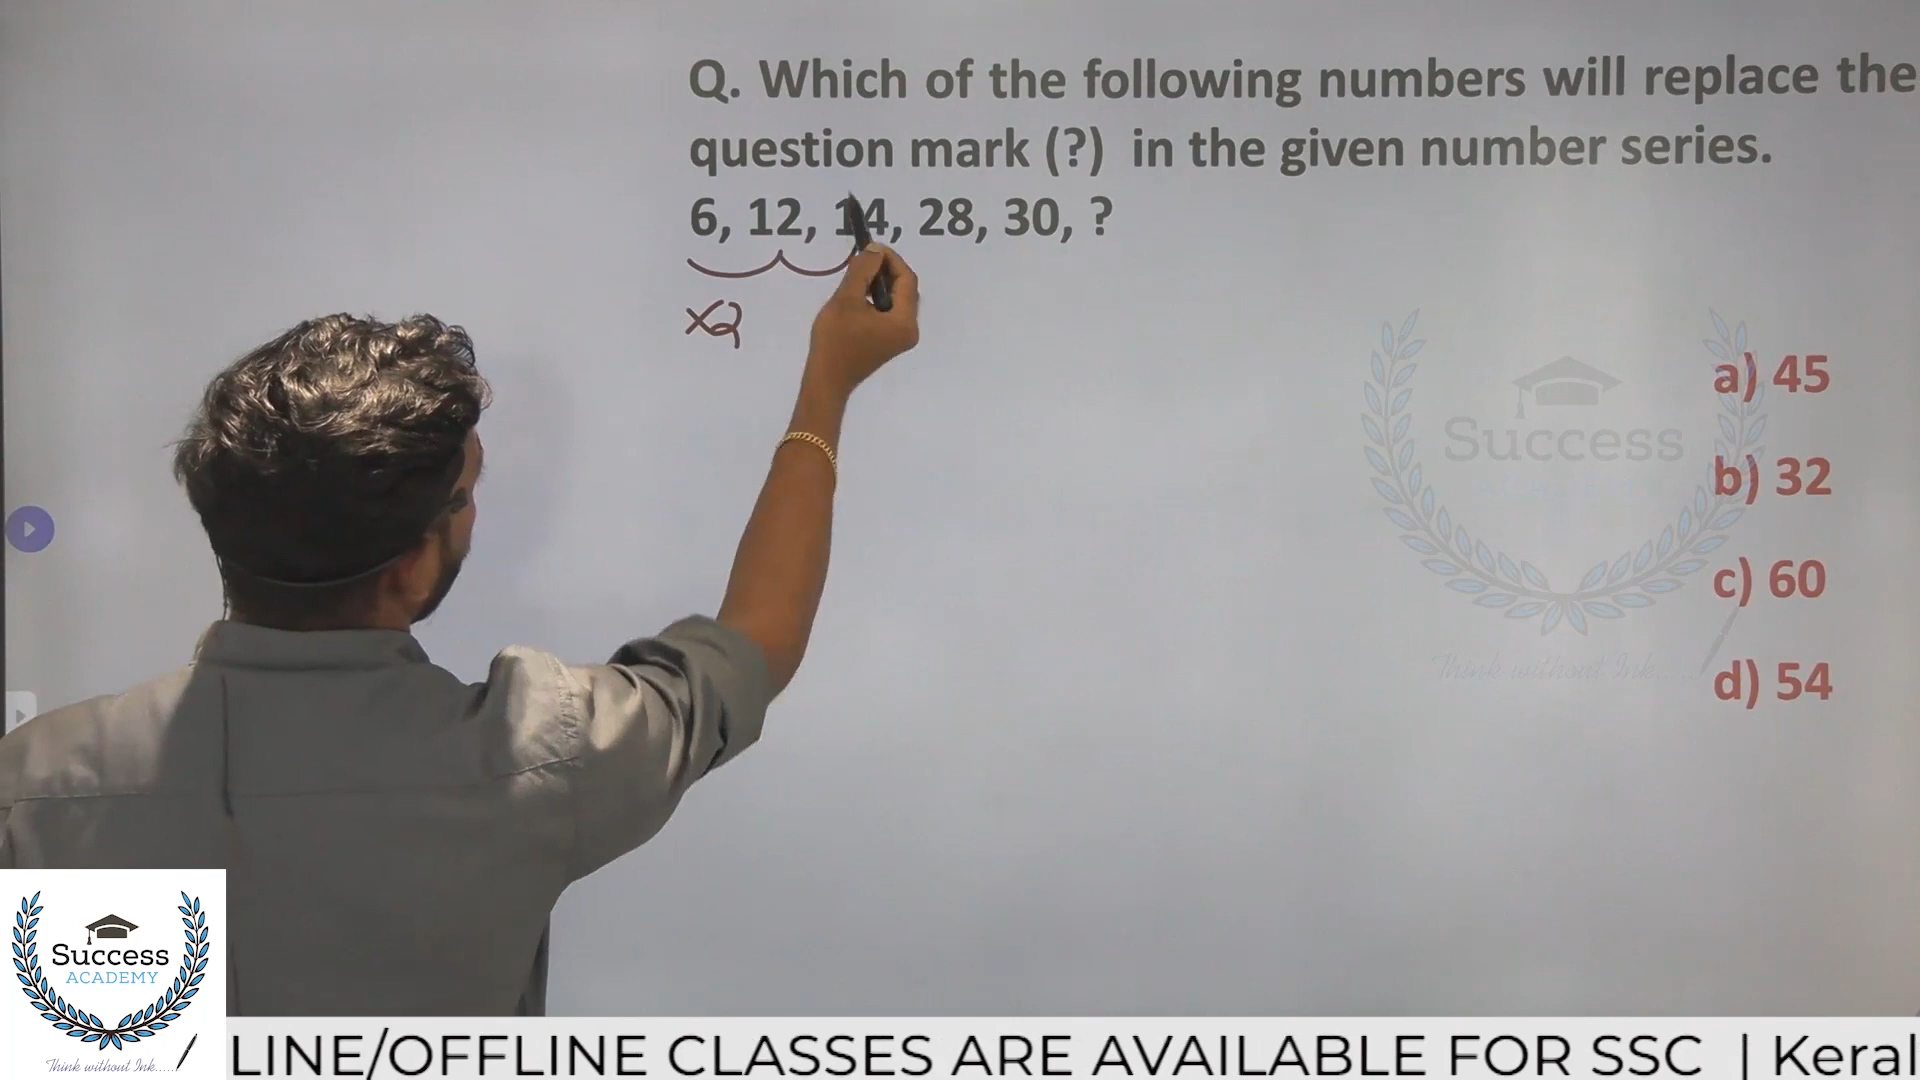 Q. Which of the following numbers will replace the
question mark (?) in the given number series.
6, 12, 14, 28, 30, ?
×2
a) 45
b) 32
c) 60
d) 54
Success
Think without Ink.....
Success
ACADEMY
Think without Ink.....
LINE/OFFLINE CLASSES ARE AVAILABLE FOR SSC | Keral